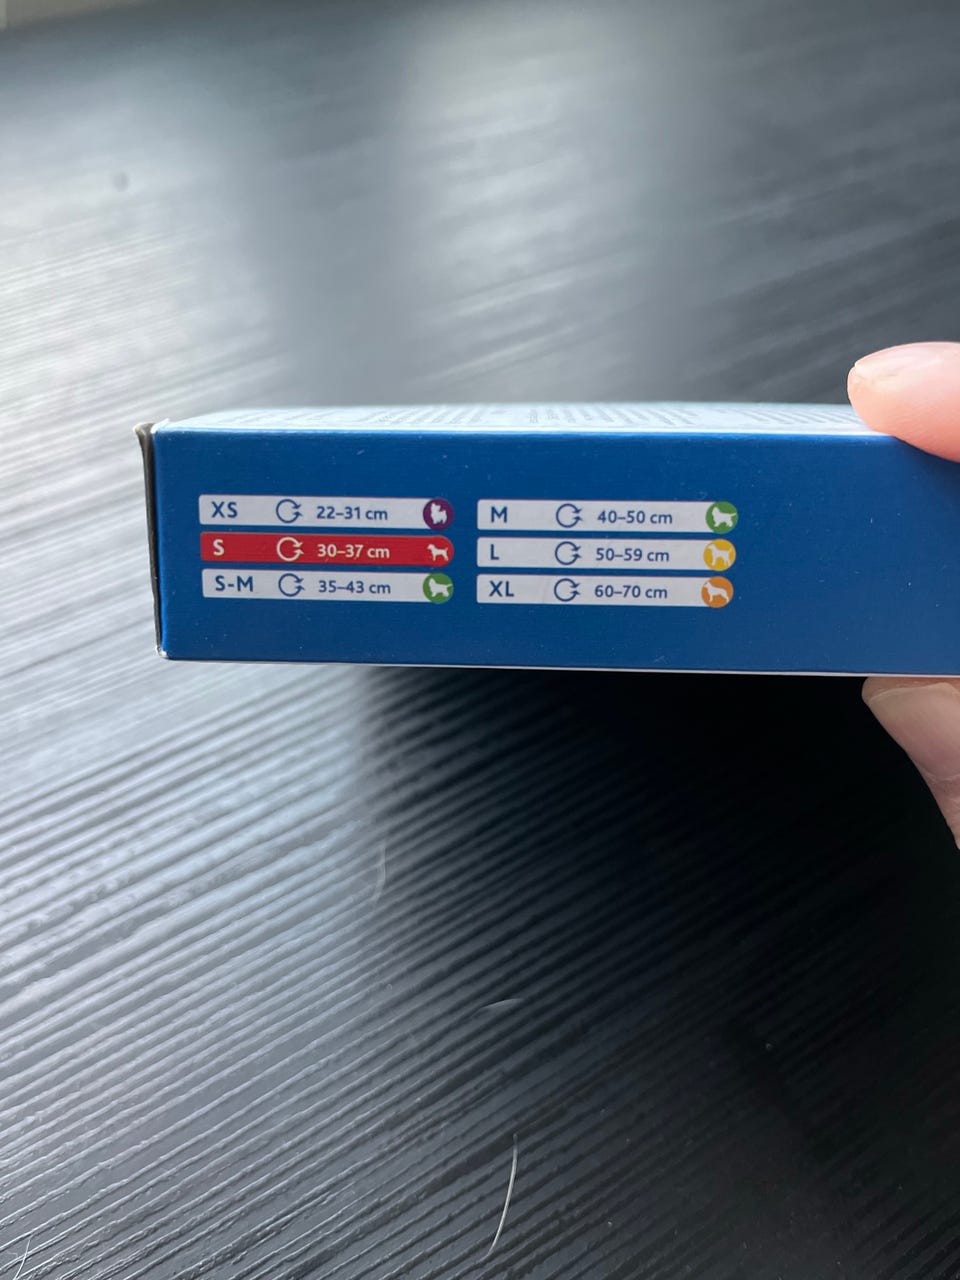 XS 22–31 cm
S 30–37 cm
S-M 35–43 cm
M 40–50 cm
L 50–59 cm
XL 60–70 cm